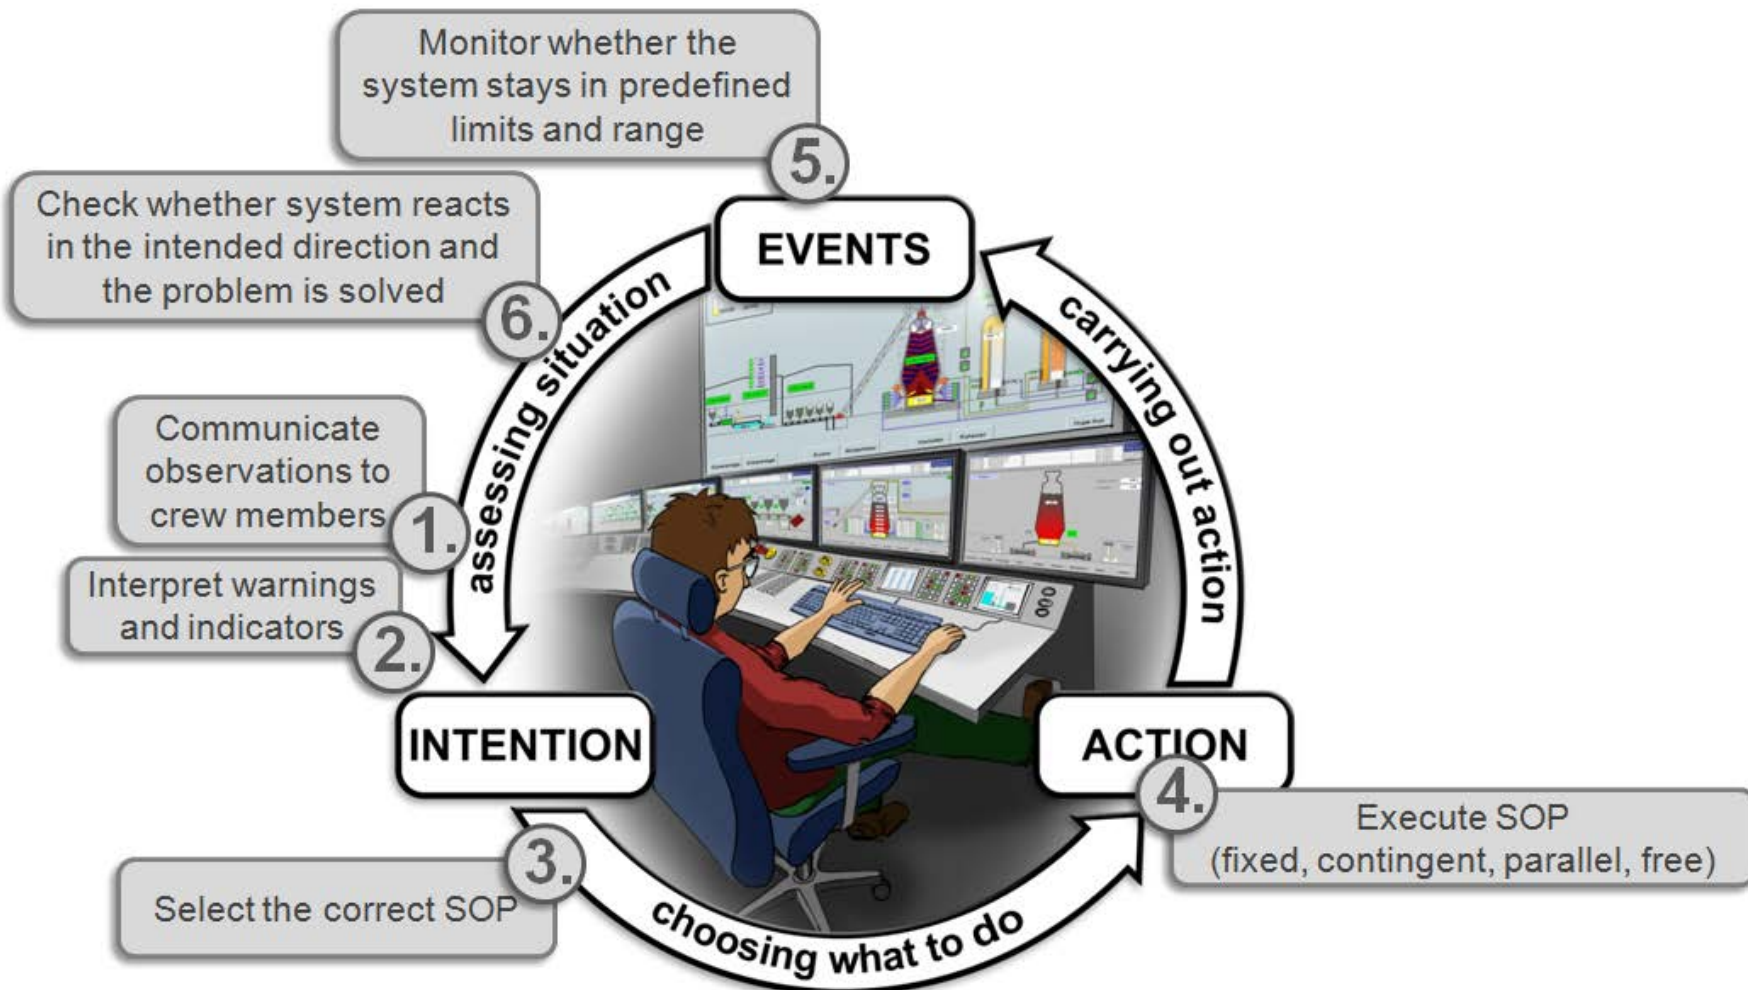 Monitor whether the
system stays in predefined
limits and range
5.
EVENTS
Check whether system reacts
in the intended direction and
the problem is solved
6.
assessing situation
carrying out action
Communicate
observations to
crew members
1.
Interpret warnings
and indicators
2.
INTENTION
ACTION
4.
Execute SOP
(fixed, contingent, parallel, free)
3.
Select the correct SOP
choosing what to do